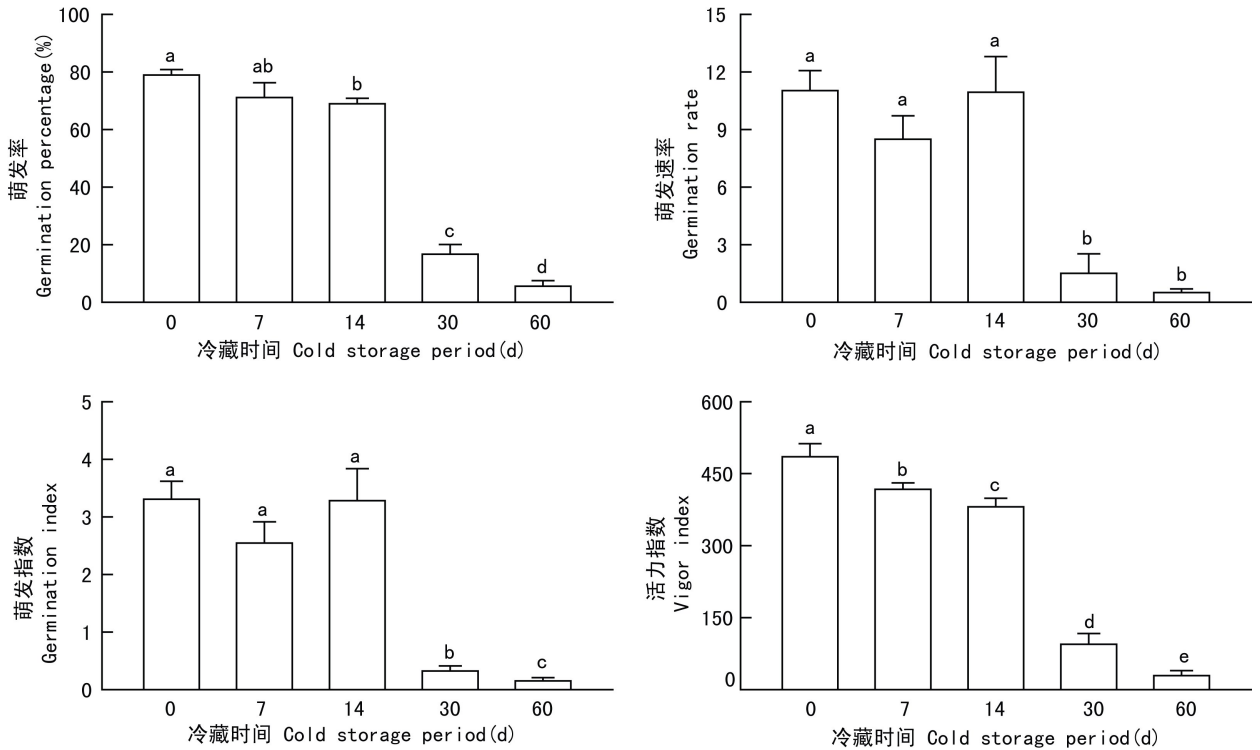 萌发率
Germination percentage(%)
100
80
60
40
20
0
a
ab
b
c
d
0 7 14 30 60
冷藏时间 Cold storage period(d)
萌发速率
Germination rate
15
12
9
6
3
0
a
a
a
b
b
0 7 14 30 60
冷藏时间 Cold storage period(d)
萌发指数
Germination index
5
4
3
2
1
0
a
a
a
b
c
0 7 14 30 60
冷藏时间 Cold storage period(d)
活力指数
Vigor index
600
450
300
150
0
a
b
c
d
e
0 7 14 30 60
冷藏时间 Cold storage period(d)